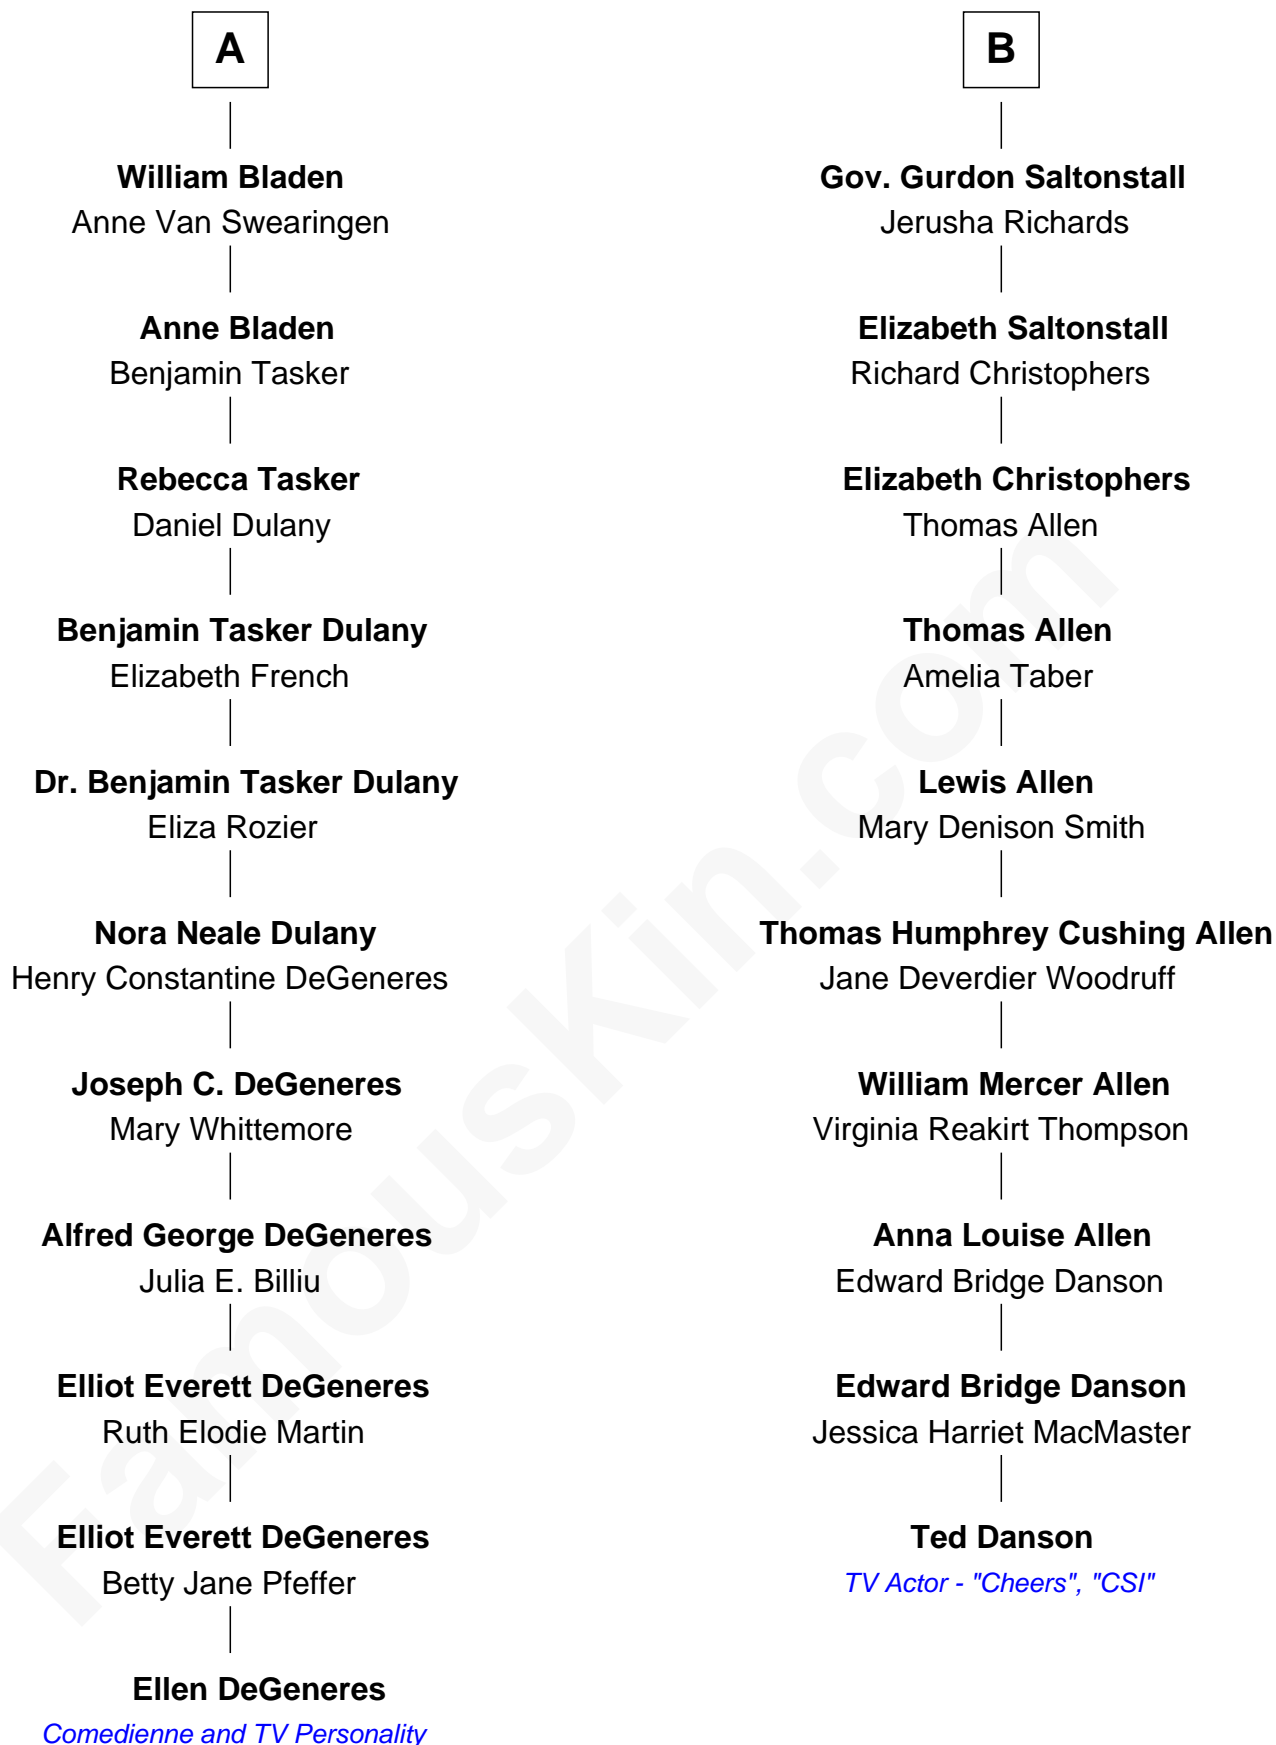 A
William Bladen
Anne Van Swearingen
Anne Bladen
Benjamin Tasker
Rebecca Tasker
Daniel Dulany
Benjamin Tasker Dulany
Elizabeth French
Dr. Benjamin Tasker Dulany
Eliza Rozier
Nora Neale Dulany
Henry Constantine DeGeneres
Joseph C. DeGeneres
Mary Whittemore
Alfred George DeGeneres
Julia E. Billiu
Elliot Everett DeGeneres
Ruth Elodie Martin
Elliot Everett DeGeneres
Betty Jane Pfeffer
Ellen DeGeneres
Comedienne and TV Personality
B
Gov. Gurdon Saltonstall
Jerusha Richards
Elizabeth Saltonstall
Richard Christophers
Elizabeth Christophers
Thomas Allen
Thomas Allen
Amelia Taber
Lewis Allen
Mary Denison Smith
Thomas Humphrey Cushing Allen
Jane Deverdier Woodruff
William Mercer Allen
Virginia Reakirt Thompson
Anna Louise Allen
Edward Bridge Danson
Edward Bridge Danson
Jessica Harriet MacMaster
Ted Danson
TV Actor - "Cheers", "CSI"
FamousKin.com